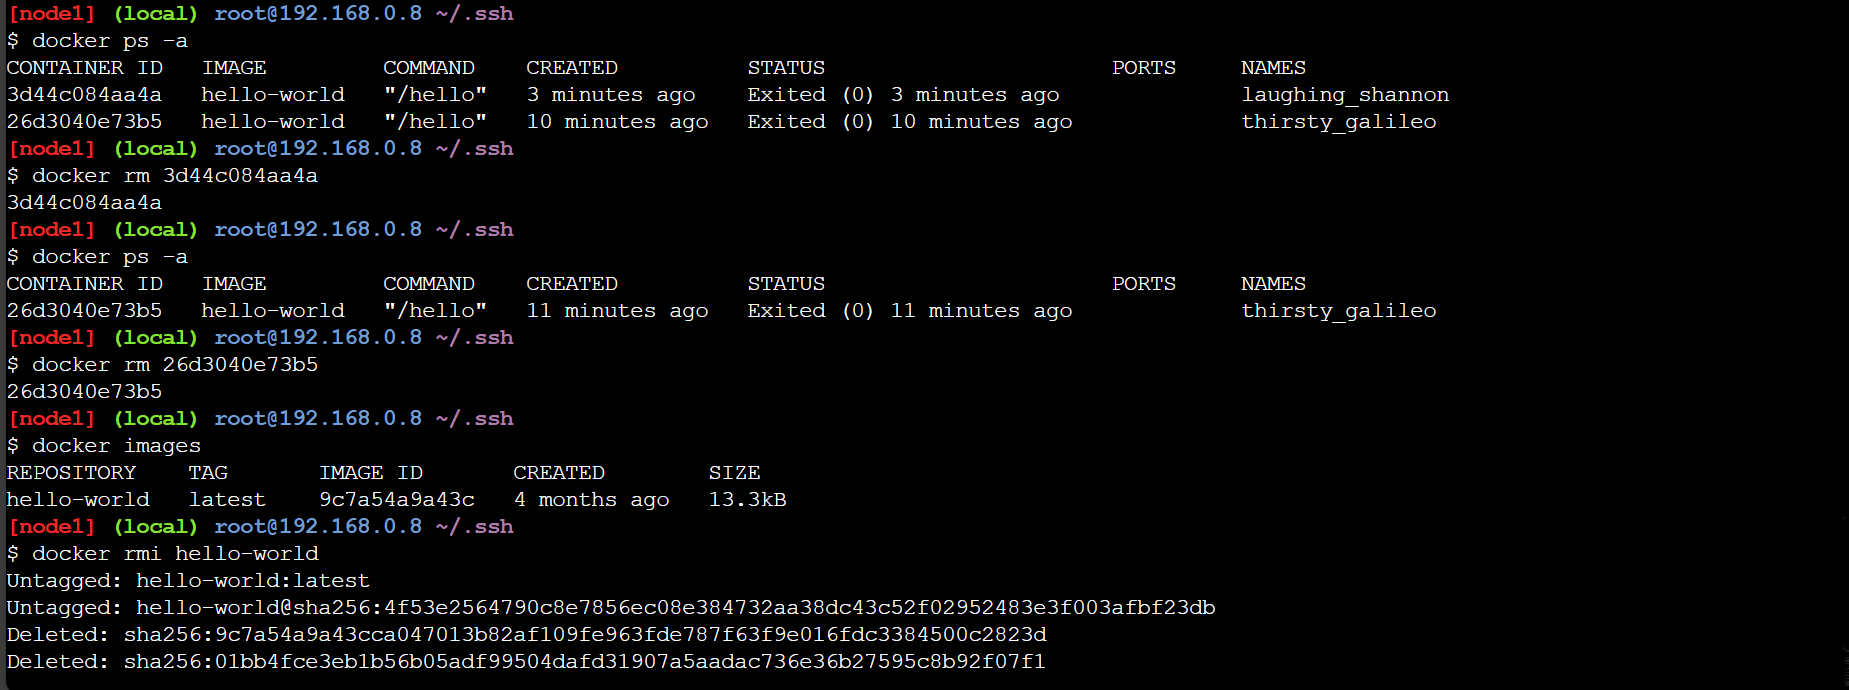 [node1] (local) root@192.168.0.8 ~/.ssh
$ docker ps -a
CONTAINER ID   IMAGE         COMMAND    CREATED          STATUS                      PORTS     NAMES
3d44c084aa4a   hello-world   "/hello"   3 minutes ago    Exited (0) 3 minutes ago              laughing_shannon
26d3040e73b5   hello-world   "/hello"   10 minutes ago   Exited (0) 10 minutes ago             thirsty_galileo
[node1] (local) root@192.168.0.8 ~/.ssh
$ docker rm 3d44c084aa4a
3d44c084aa4a
[node1] (local) root@192.168.0.8 ~/.ssh
$ docker ps -a
CONTAINER ID   IMAGE         COMMAND    CREATED          STATUS                      PORTS     NAMES
26d3040e73b5   hello-world   "/hello"   11 minutes ago   Exited (0) 11 minutes ago             thirsty_galileo
[node1] (local) root@192.168.0.8 ~/.ssh
$ docker rm 26d3040e73b5
26d3040e73b5
[node1] (local) root@192.168.0.8 ~/.ssh
$ docker images
REPOSITORY    TAG       IMAGE ID       CREATED        SIZE
hello-world   latest    9c7a54a9a43c   4 months ago   13.3kB
[node1] (local) root@192.168.0.8 ~/.ssh
$ docker rmi hello-world
Untagged: hello-world:latest
Untagged: hello-world@sha256:4f53e2564790c8e7856ec08e384732aa38dc43c52f02952483e3f003afbf23db
Deleted: sha256:9c7a54a9a43cca047013b82af109fe963fde787f63f9e016fdc3384500c2823d
Deleted: sha256:01bb4fce3eb1b56b05adf99504dafd31907a5aadac736e36b27595c8b92f07f1